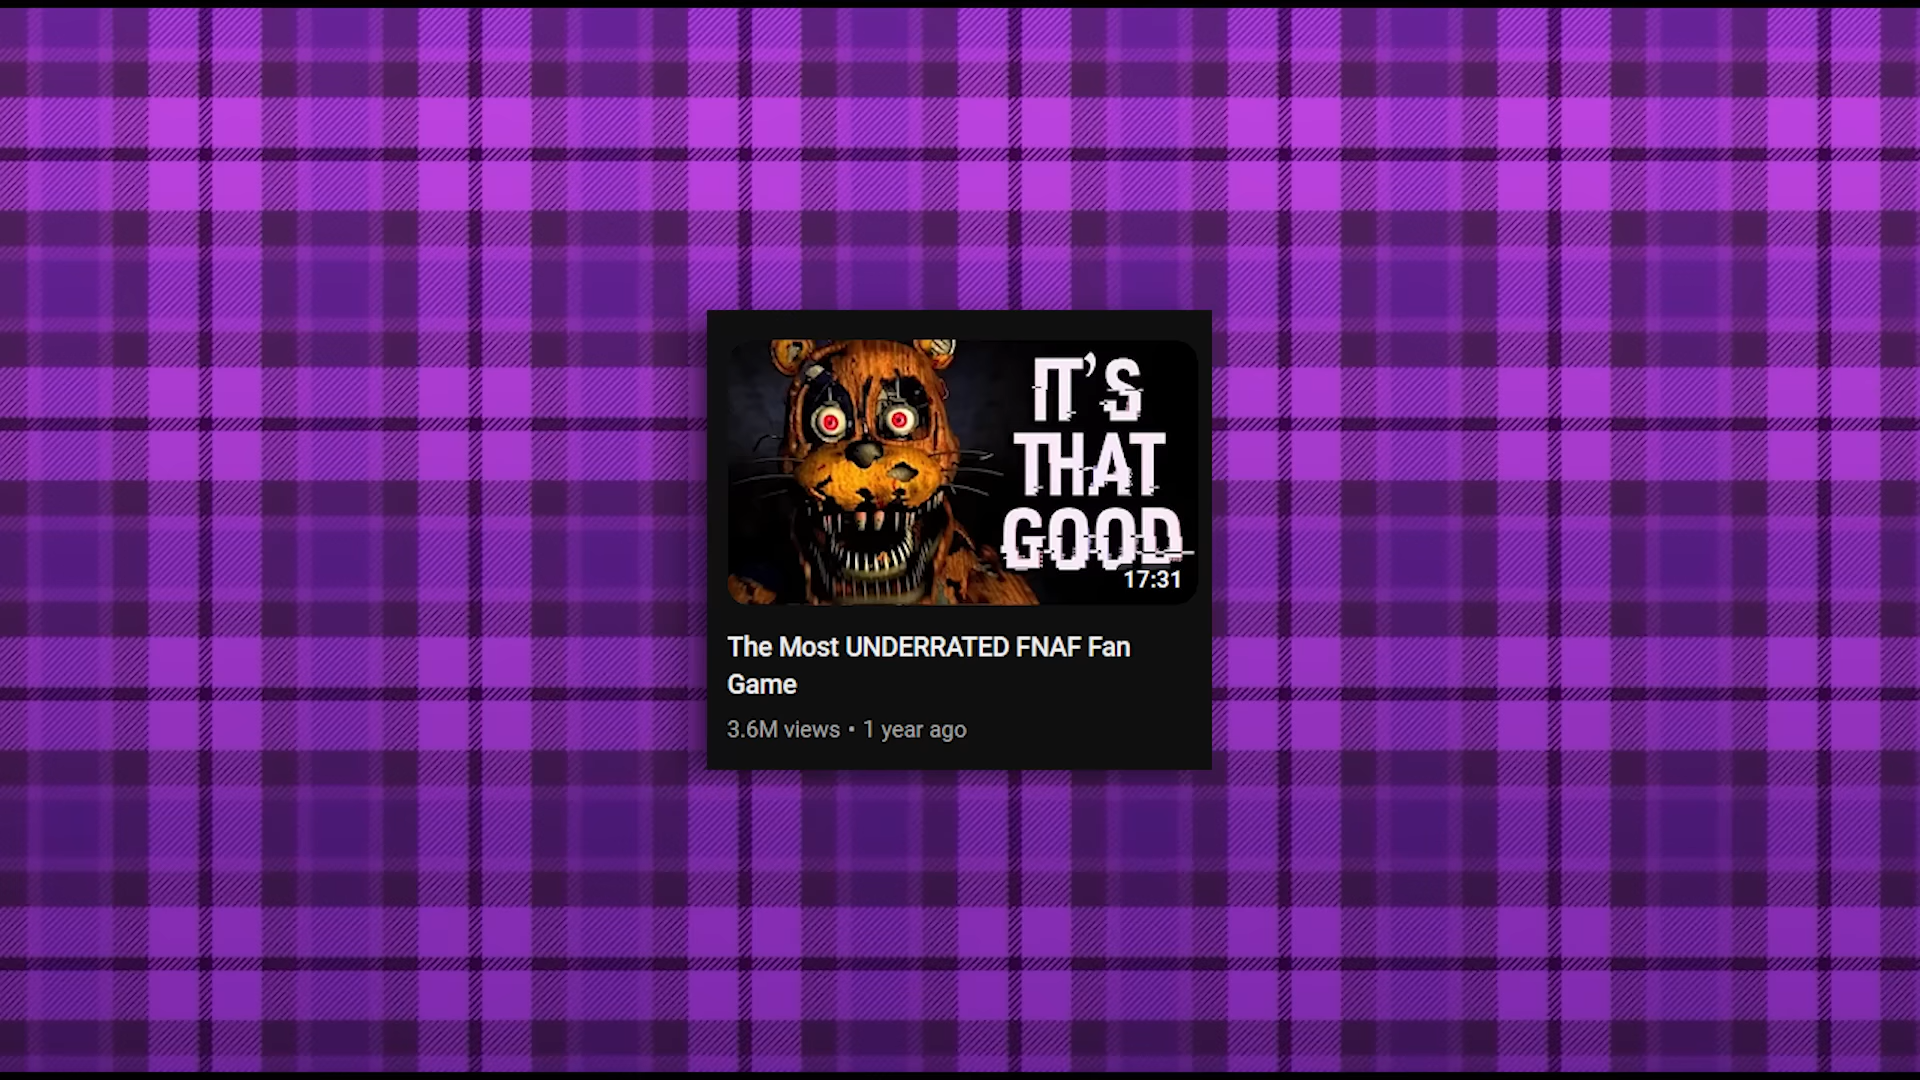 IT'S
THAT
GOOD
17:31
The Most UNDERRATED FNAF Fan
Game
3.6M views • 1 year ago